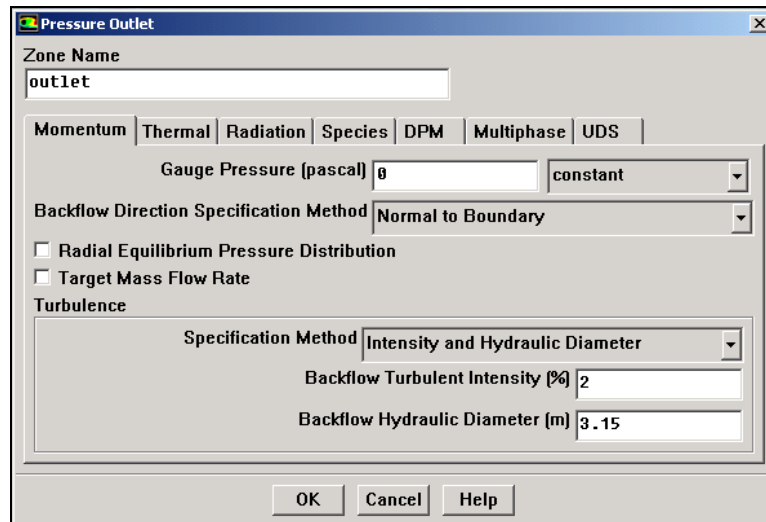 Pressure Outlet
Zone Name
outlet
Momentum Thermal Radiation Species DPM Multiphase UDS
Gauge Pressure (pascal) 0 constant
Backflow Direction Specification Method Normal to Boundary
Radial Equilibrium Pressure Distribution
Target Mass Flow Rate
Turbulence
Specification Method Intensity and Hydraulic Diameter
Backflow Turbulent Intensity (%) 2
Backflow Hydraulic Diameter (m) 3.15
OK Cancel Help